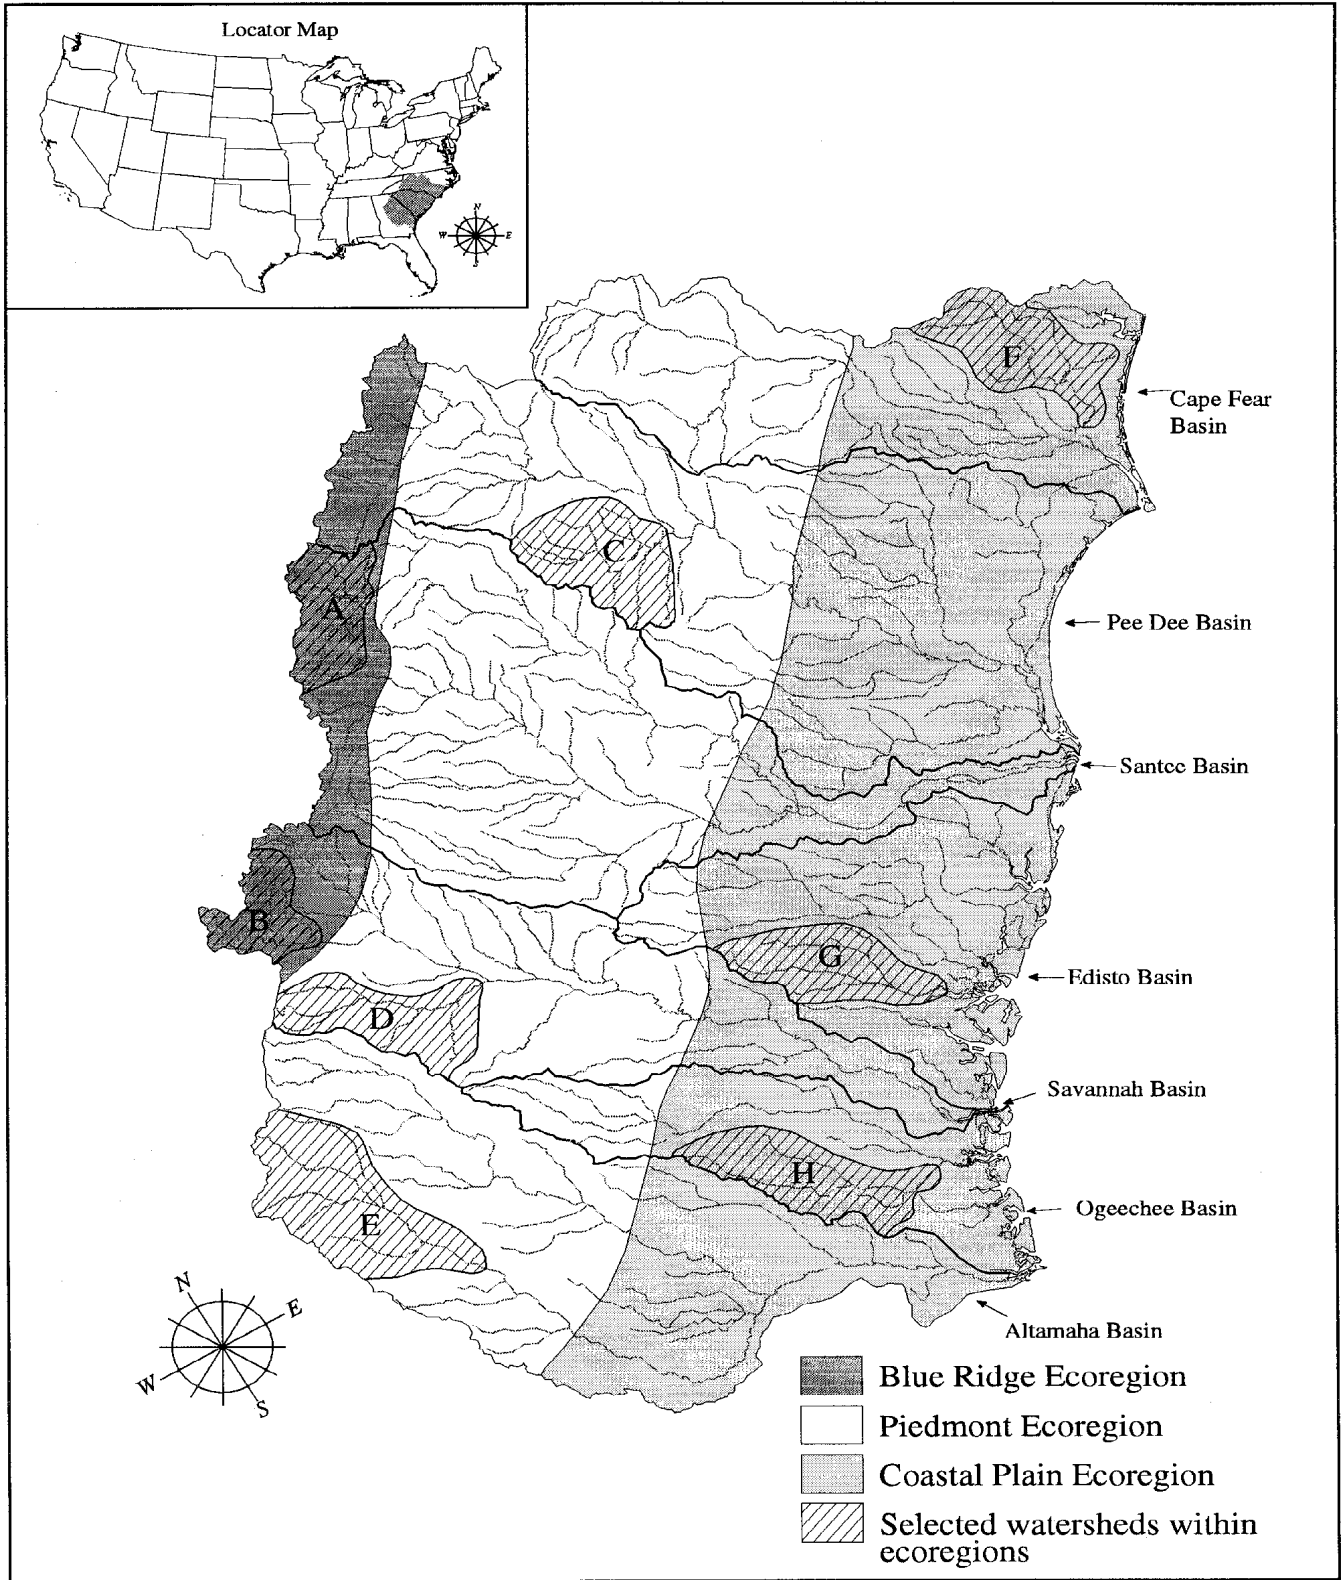 Locator Map
N
W
E
S
F
Cape Fear
Basin
C
A
Pee Dee Basin
Santee Basin
B
G
Edisto Basin
D
Savannah Basin
H
Ogeechee Basin
E
N
E
W
S
Altamaha Basin
Blue Ridge Ecoregion
Piedmont Ecoregion
Coastal Plain Ecoregion
Selected watersheds within
ecoregions